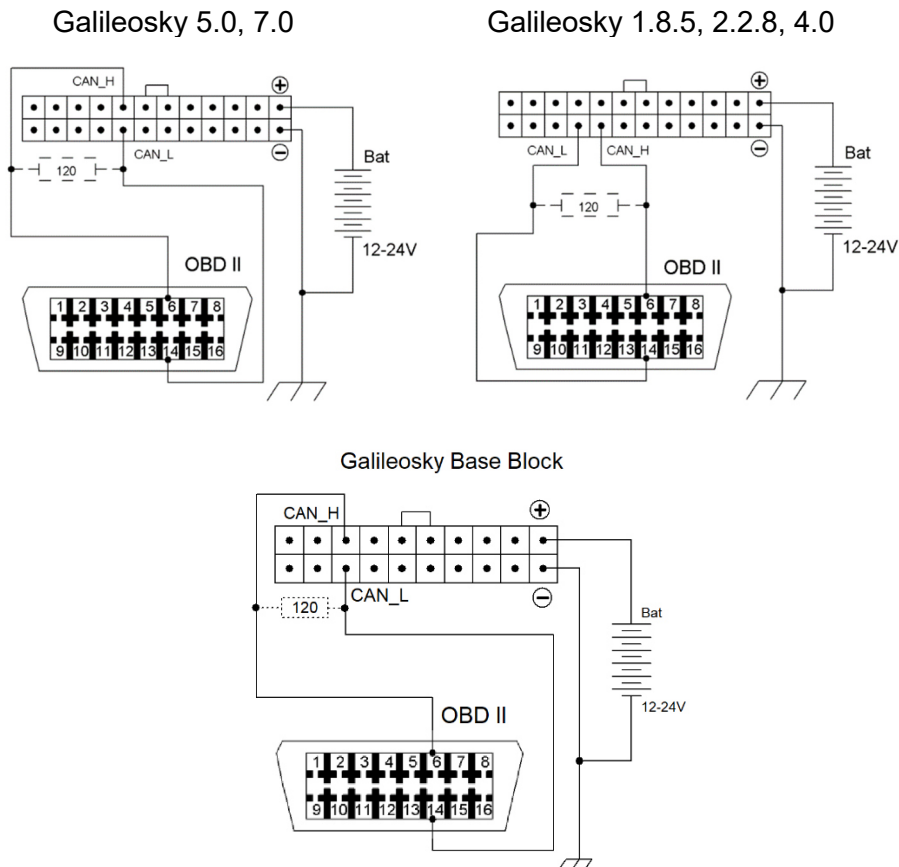 Galileosky 5.0, 7.0
CAN_H
+
−
CAN_L
120
Bat
12-24V
OBD II
1 2 3 4 5 6 7 8
9 10 11 12 13 14 15 16
Galileosky 1.8.5, 2.2.8, 4.0
+
−
CAN_L CAN_H
120
Bat
12-24V
OBD II
1 2 3 4 5 6 7 8
9 10 11 12 13 14 15 16
Galileosky Base Block
CAN_H
+
−
CAN_L
120
Bat
12-24V
OBD II
1 2 3 4 5 6 7 8
9 10 11 12 13 14 15 16